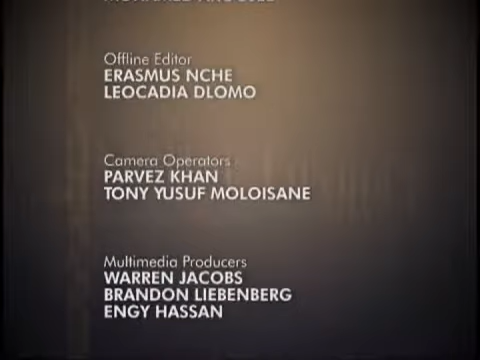 Offline Editor
ERASMUS NCHE
LEOCADIA DLOMO
Camera Operators
PARVEZ KHAN
TONY YUSUF MOLOISANE
Multimedia Producers
WARREN JACOBS
BRANDON LIEBENBERG
ENGY HASSAN